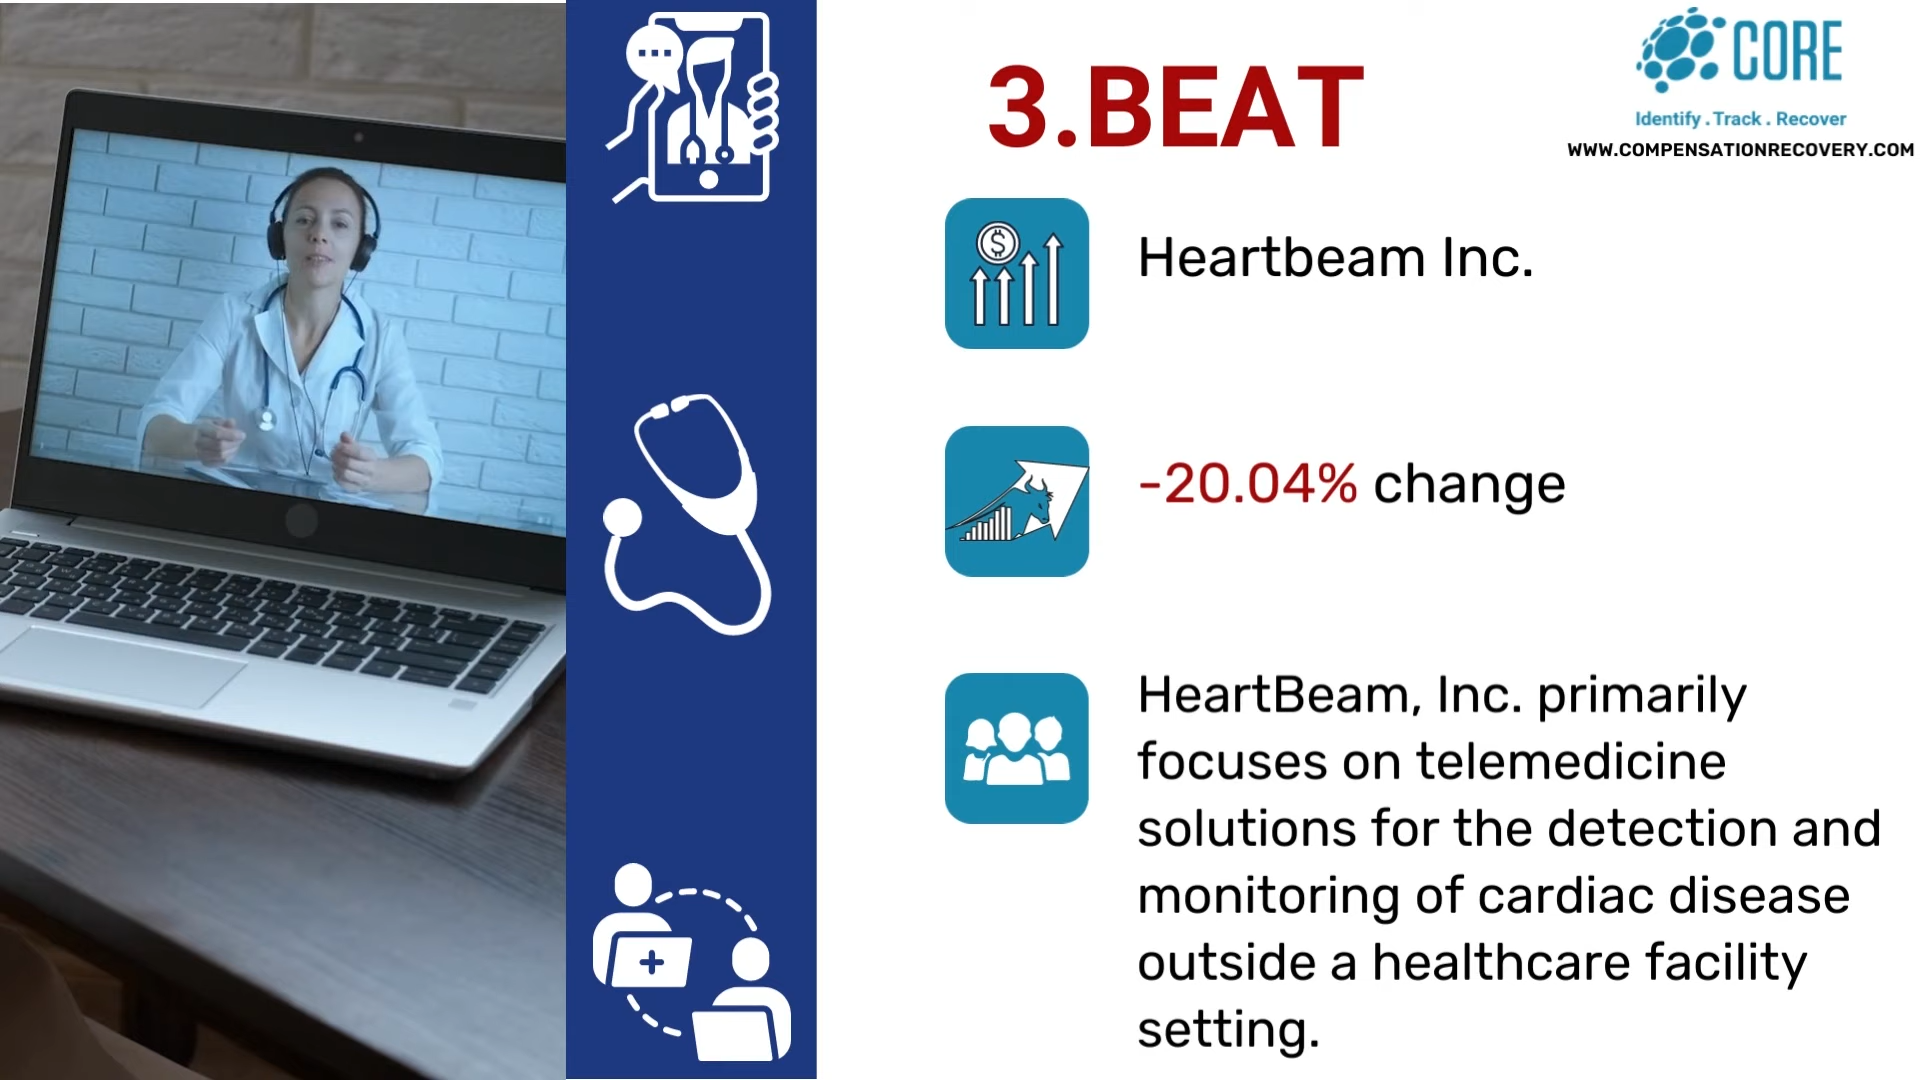 3.BEAT
CORE
Identify . Track . Recover
WWW.COMPENSATIONRECOVERY.COM
Heartbeam Inc.
-20.04% change
HeartBeam, Inc. primarily
focuses on telemedicine
solutions for the detection and
monitoring of cardiac disease
outside a healthcare facility
setting.